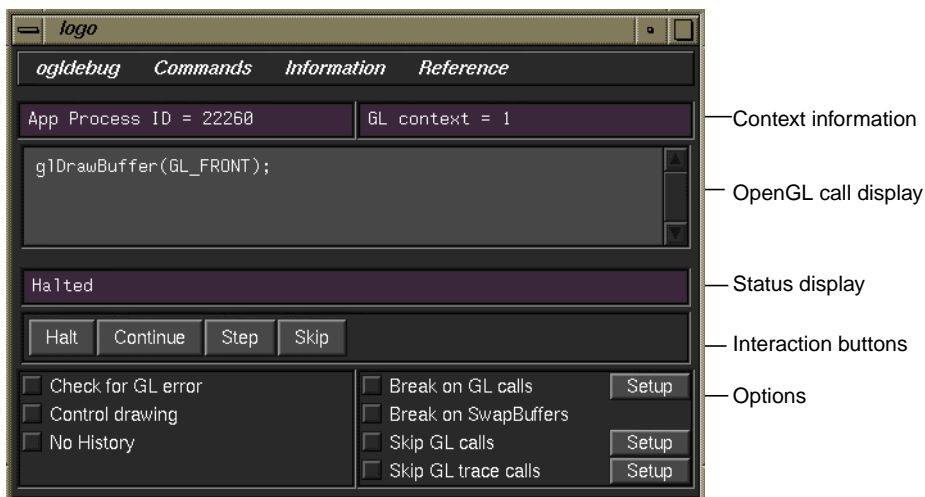 logo
ogldebug Commands Information Reference
App Process ID = 22260 GL context = 1
Context information
glDrawBuffer(GL_FRONT);
OpenGL call display
Halted
Status display
Halt Continue Step Skip
Interaction buttons
Check for GL error
Control drawing
No History
Break on GL calls Setup
Break on SwapBuffers
Skip GL calls Setup
Skip GL trace calls Setup
Options